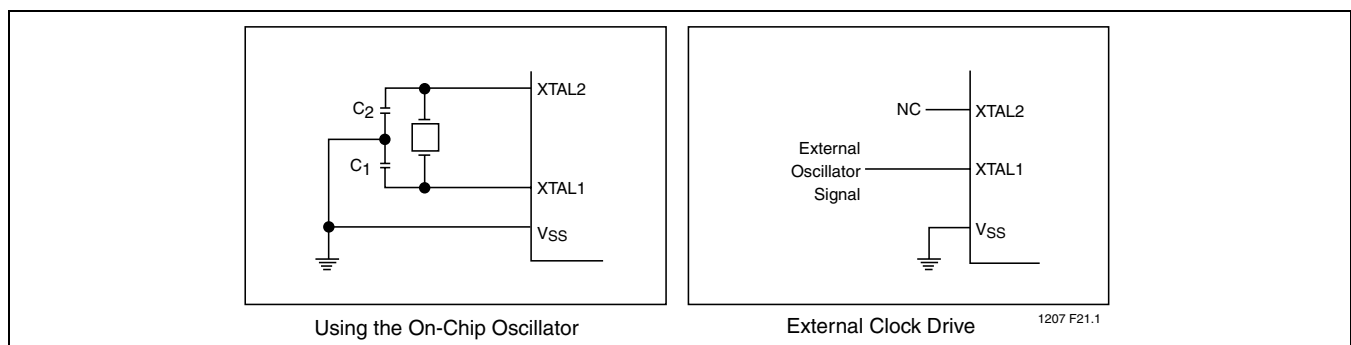 XTAL2
C2
C1
XTAL1
VSS
Using the On-Chip Oscillator
NC
XTAL2
External
Oscillator
Signal
XTAL1
VSS
External Clock Drive
1207 F21.1